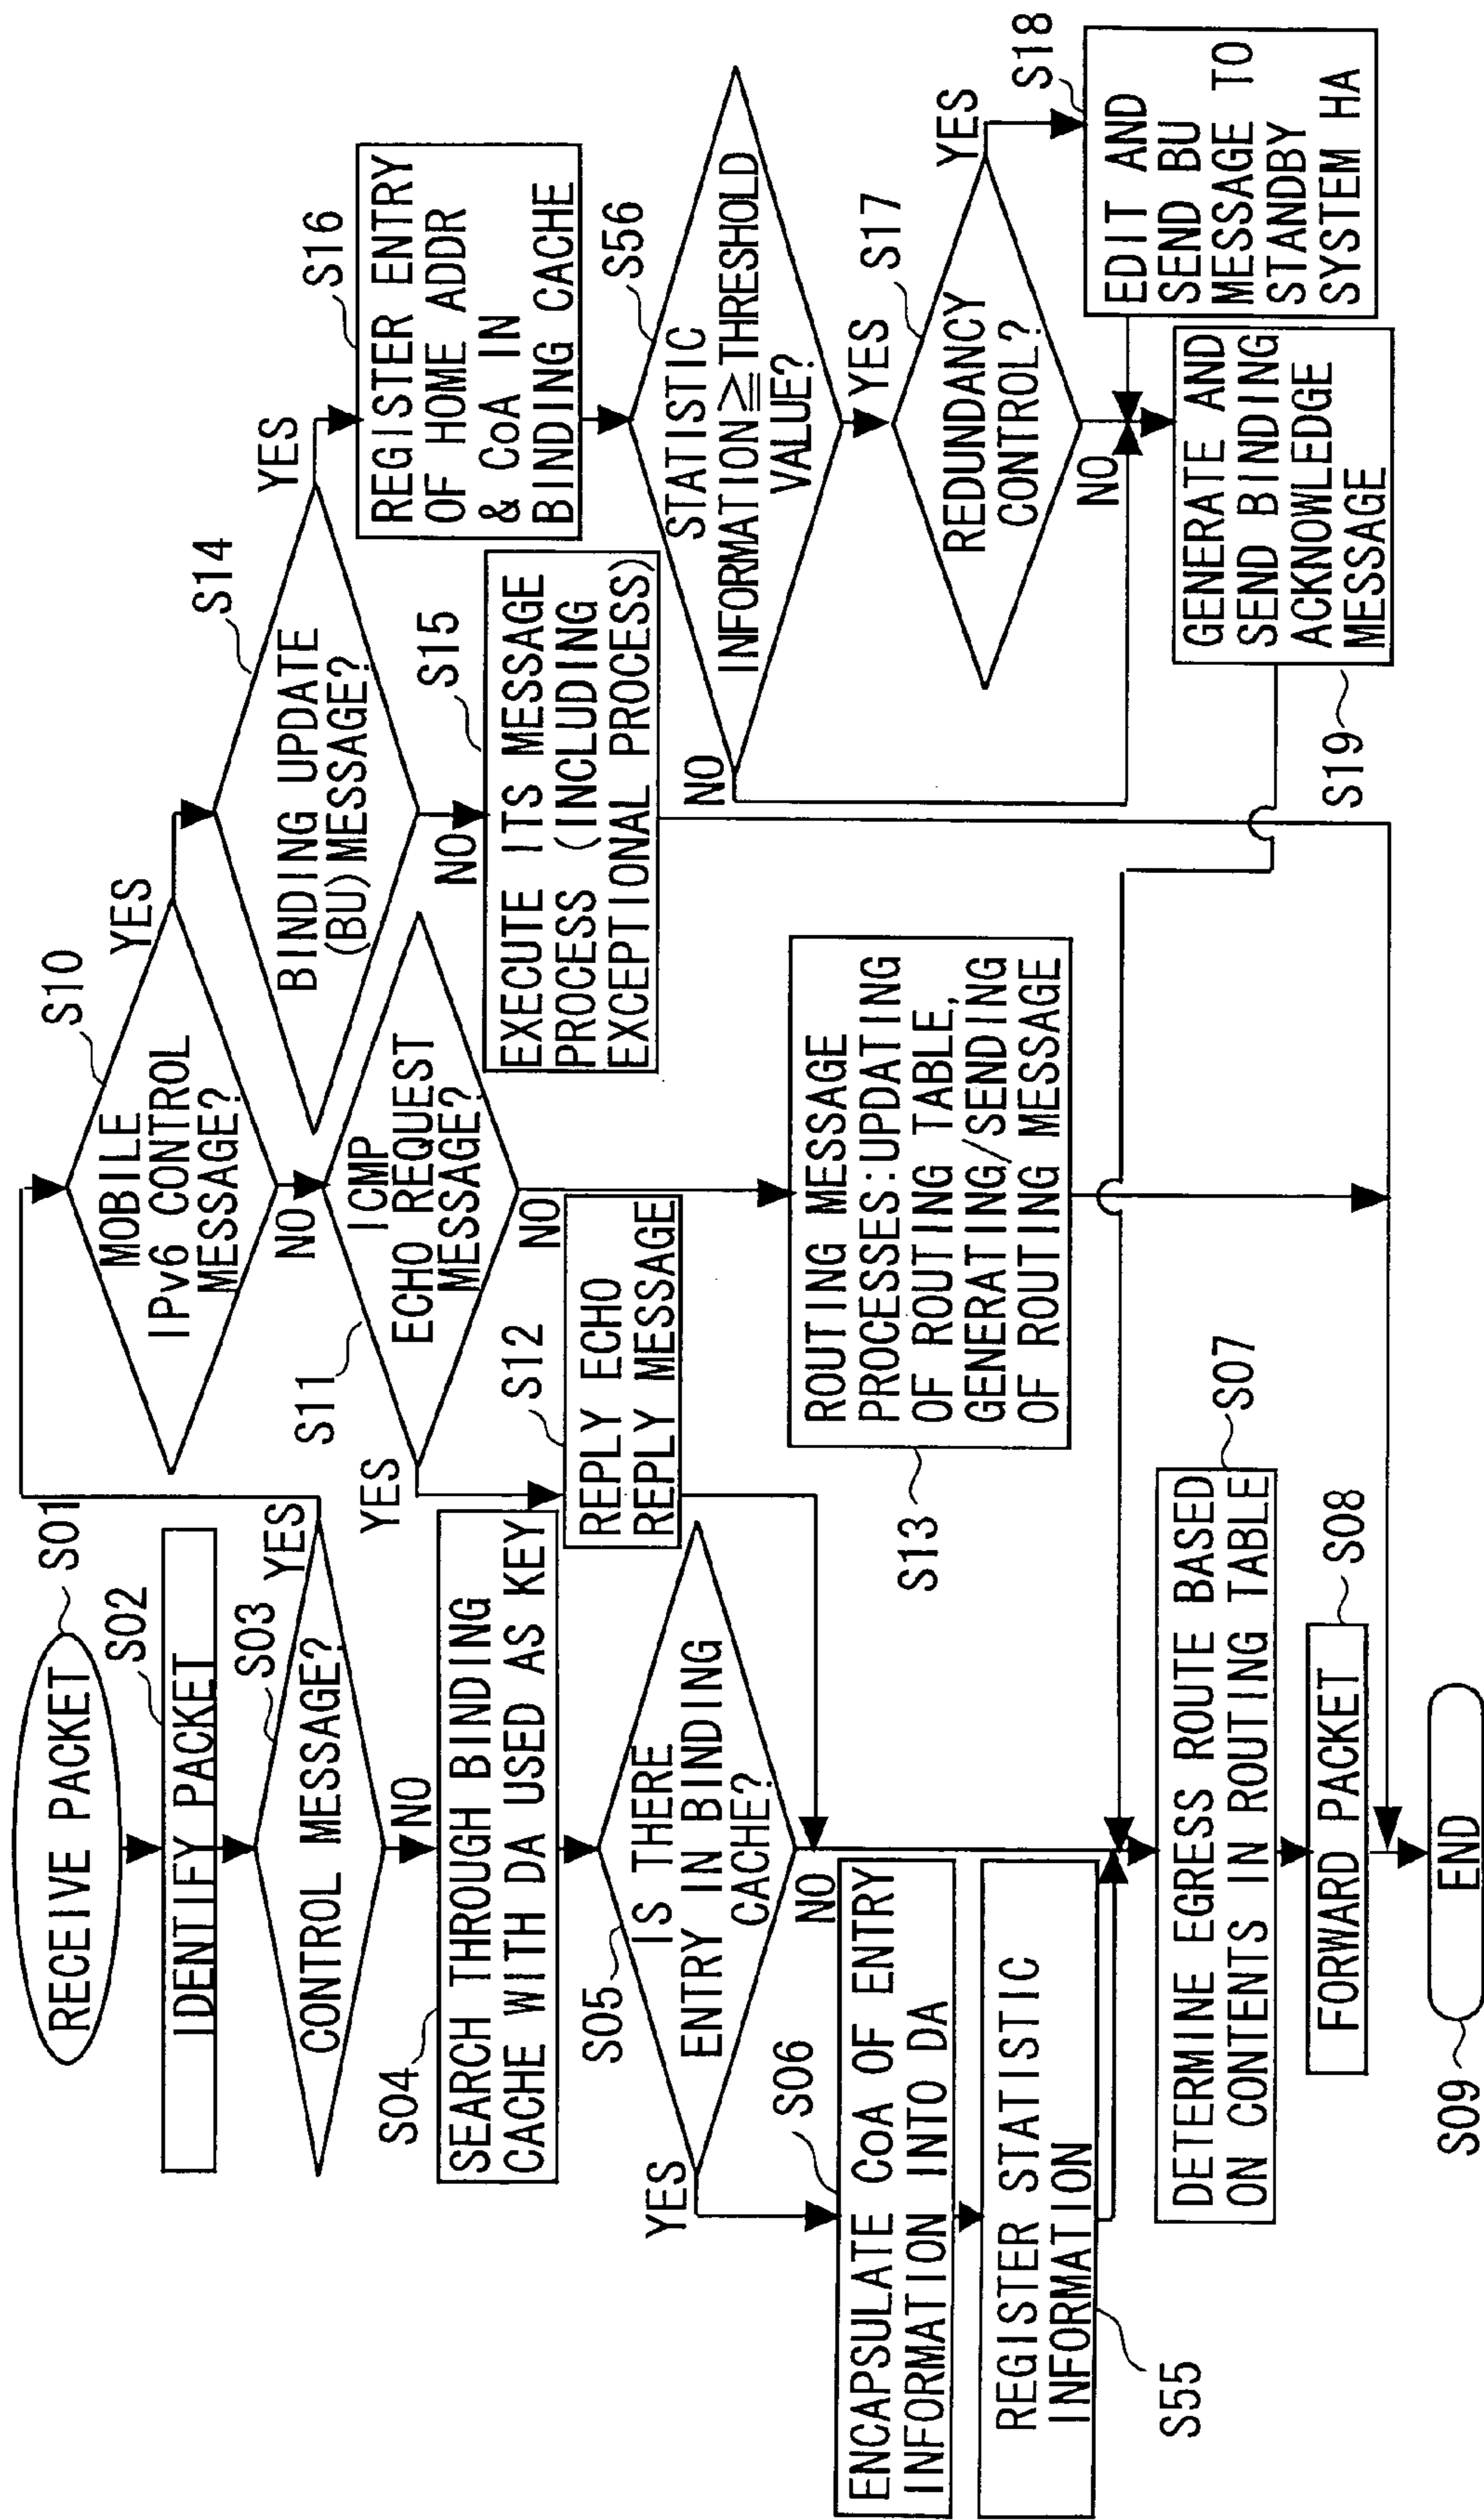 RECEIVE PACKET
S01
IDENTIFY PACKET
S02
CONTROL MESSAGE?
S03
YES
NO
SEARCH THROUGH BINDING
CACHE WITH DA USED AS KEY
S04
IS THERE
ENTRY IN BINDING
CACHE?
S05
YES
NO
ENCAPSULATE COA OF ENTRY
INFORMATION INTO DA
S06
REGISTER STATISTIC
INFORMATION
S55
DETERMINE EGRESS ROUTE BASED
ON CONTENTS IN ROUTING TABLE
S07
FORWARD PACKET
S08
END
S09
MOBILE
IPv6 CONTROL
MESSAGE?
S10
YES
NO
ICMP
ECHO REQUEST
MESSAGE?
S11
YES
NO
REPLY ECHO
REPLY MESSAGE
S12
ROUTING MESSAGE
PROCESSES:UPDATING
OF ROUTING TABLE,
GENERATING/SENDING
OF ROUTING MESSAGE
S13
BINDING UPDATE
(BU)MESSAGE?
S14
YES
NO
EXECUTE ITS MESSAGE
PROCESS (INCLUDING
EXCEPTIONAL PROCESS)
S15
REGISTER ENTRY
OF HOME ADDR
& CoA IN
BINDING CACHE
S16
STATISTIC
INFORMATION≧THRESHOLD
VALUE?
S56
NO
YES
REDUNDANCY
CONTROL?
S17
YES
NO
EDIT AND
SEND BU
MESSAGE TO
STANDBY
SYSTEM HA
S18
GENERATE AND
SEND BINDING
ACKNOWLEDGE
MESSAGE
S19